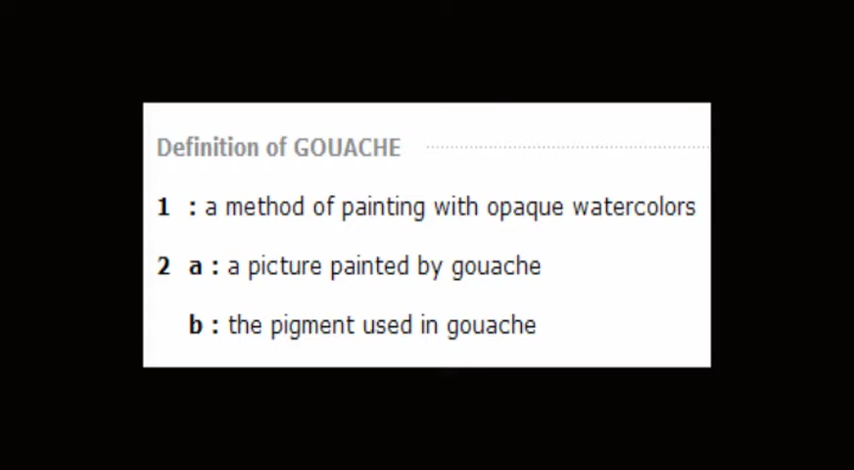 Definition of GOUACHE
1 : a method of painting with opaque watercolors
2 a : a picture painted by gouache
b : the pigment used in gouache